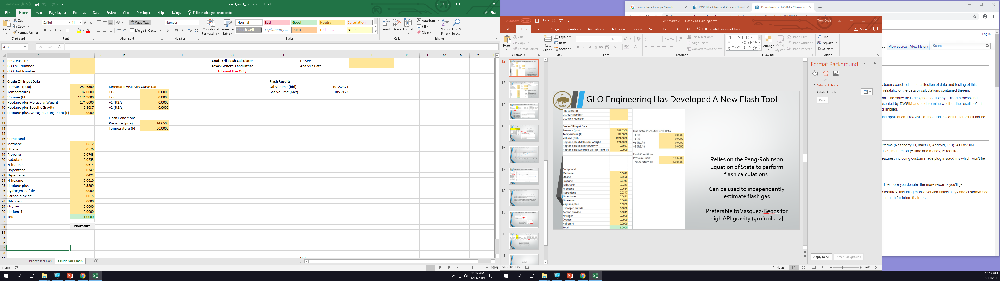 AutoSave Off
excel_audit_tools.xlsm - Excel
Tom Ortiz
File Home Insert Page Layout Formulas Data Review View Developer Help xlwings Tell me what you want to do
Share
Paste
Cut
Copy
Format Painter
Clipboard
Calibri 11
B I U
Font
Wrap Text
Merge & Center
Alignment
Number
$ % ,
Number
Conditional Formatting
Format as Table
Normal Bad Good Neutral Calculation
Check Cell Explanatory ... Input Linked Cell Note
Styles
Insert Delete Format
Cells
AutoSum
Fill
Clear
Sort & Filter
Find & Select
Editing
A37
fx
A B C D E F G H I J K L M N O
1 RRC Lease ID Crude Oil Flash Calculator Lessee
2 GLO MF Number Texas General Land Office Analysis Date
3 GLO Unit Number Internal Use Only
4
5 Crude Oil Input Data Flash Results
6 Pressure (psia) 289.6500 Kinematic Viscosity Curve Data Oil Volume (bbl) 1012.2374
7 Temperature (F) 87.0000 T1 (F) 0.0000 Gas Volume (Mcf) 185.7122
8 Volume (bbl) 1124.9000 T2 (F) 0.0000
9 Heptane plus Molecular Weight 174.6000 v1 (ft2/s) 0.0000
10 Heptane plus Specific Gravity 0.8037 v2 (ft2/s) 0.0000
11 Heptane plus Average Boiling Point (F) 0.0000
12 Flash Conditions
13 Pressure (psia) 14.6500
14 Temperature (F) 60.0000
15
16 Compound
17 Methane 0.0612
18 Ethane 0.0576
19 Propane 0.0743
20 Isobutane 0.0253
21 N-butane 0.0614
22 Isopentane 0.0347
23 N-pentane 0.0421
24 N-hexane 0.0610
25 Heptane plus 0.5809
26 Hydrogen sulfide 0.0000
27 Carbon dioxide 0.0015
28 Nitrogen 0.0000
29 Oxygen 0.0000
30 Helium-4 0.0000
31 Total 1.0000
32
33 Normalize
34
35
36
37
38
Processed Gas Crude Oil Flash
Ready
100%
10:12 AM
6/11/2019
computer - Google Search
DWSIM - Chemical Process Simu
Downloads - DWSIM - Chemical
AutoSave Off
GLO March 2019 Flash Gas Training.pptx
Tom Ortiz
File Home Insert Design Transitions Animations Slide Show Review View Help ACROBAT Tell me what you want to do
Share
Paste
Cut
Copy
Format Painter
Clipboard
New Slide
Layout
Reset
Section
Slides
36
B I U S abc AV Aa A
Font
Text Direction
Align Text
Convert to SmartArt
Paragraph
Arrange
Quick Styles
Shape Fill
Shape Outline
Shape Effects
Drawing
Find
Replace
Select
Editing
12
13
14
15
16
17
18
19
20
21
TXGLO
GLO Engineering Has Developed A New Flash Tool
RRC Lease ID
GLO MF Number
GLO Unit Number
Crude Oil Input Data
Pressure (psia) 289.6500 Kinematic Viscosity Curve Data
Temperature (F) 87.0000 T1 (F) 0.0000
Volume (bbl) 1124.9000 T2 (F) 0.0000
Heptane plus Molecular Weight 174.6000 v1 (ft2/s) 0.0000
Heptane plus Specific Gravity 0.8037 v2 (ft2/s) 0.0000
Heptane plus Average Boiling Point (F) 0.0000
Flash Conditions
Pressure (psia) 14.6500
Temperature (F) 60.0000
Compound
Methane 0.0612
Ethane 0.0576
Propane 0.0743
Isobutane 0.0253
N-butane 0.0614
Isopentane 0.0347
N-pentane 0.0421
N-hexane 0.0610
Heptane plus 0.5809
Hydrogen sulfide 0.0000
Carbon dioxide 0.0015
Nitrogen 0.0000
Oxygen 0.0000
Helium-4 0.0000
Total 1.0000
Relies on the Peng-Robinson
Equation of State to perform
flash calculations.
Can be used to independently
estimate flash gas
Preferable to Vasquez-Beggs for
high API gravity (40+) oils [2]
Format Background
Artistic Effects
Artistic Effects
Reset
Apply to All
Reset Background
Slide 12 of 22
Notes
74%
Log in
ad View source View history
Search
s been exercised in the collection of data and testing of this
r reliability of the data or calculations contained therein.
on. The software is designed for use by trained professional
esented by DWSIM and to determine whether the results of this
or implied.
and application. DWSIM's author and its contributors shall not be
atforms (Raspberry Pi, macOS, Android, iOS). As DWSIM
ases, more effort (= time and money) is required.
eatures, including custom-made plug-ins/add-ins which won't be
The more you donate, the more rewards you'll get.
d features, including mobile version unlock keys and custom-made
the path for future features.
10:12 AM
6/11/2019